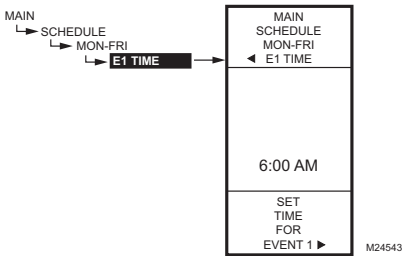 MAIN
SCHEDULE
MON-FRI
E1 TIME
MAIN
SCHEDULE
MON-FRI
◄ E1 TIME
6:00 AM
SET
TIME
FOR
EVENT 1 ►
M24543